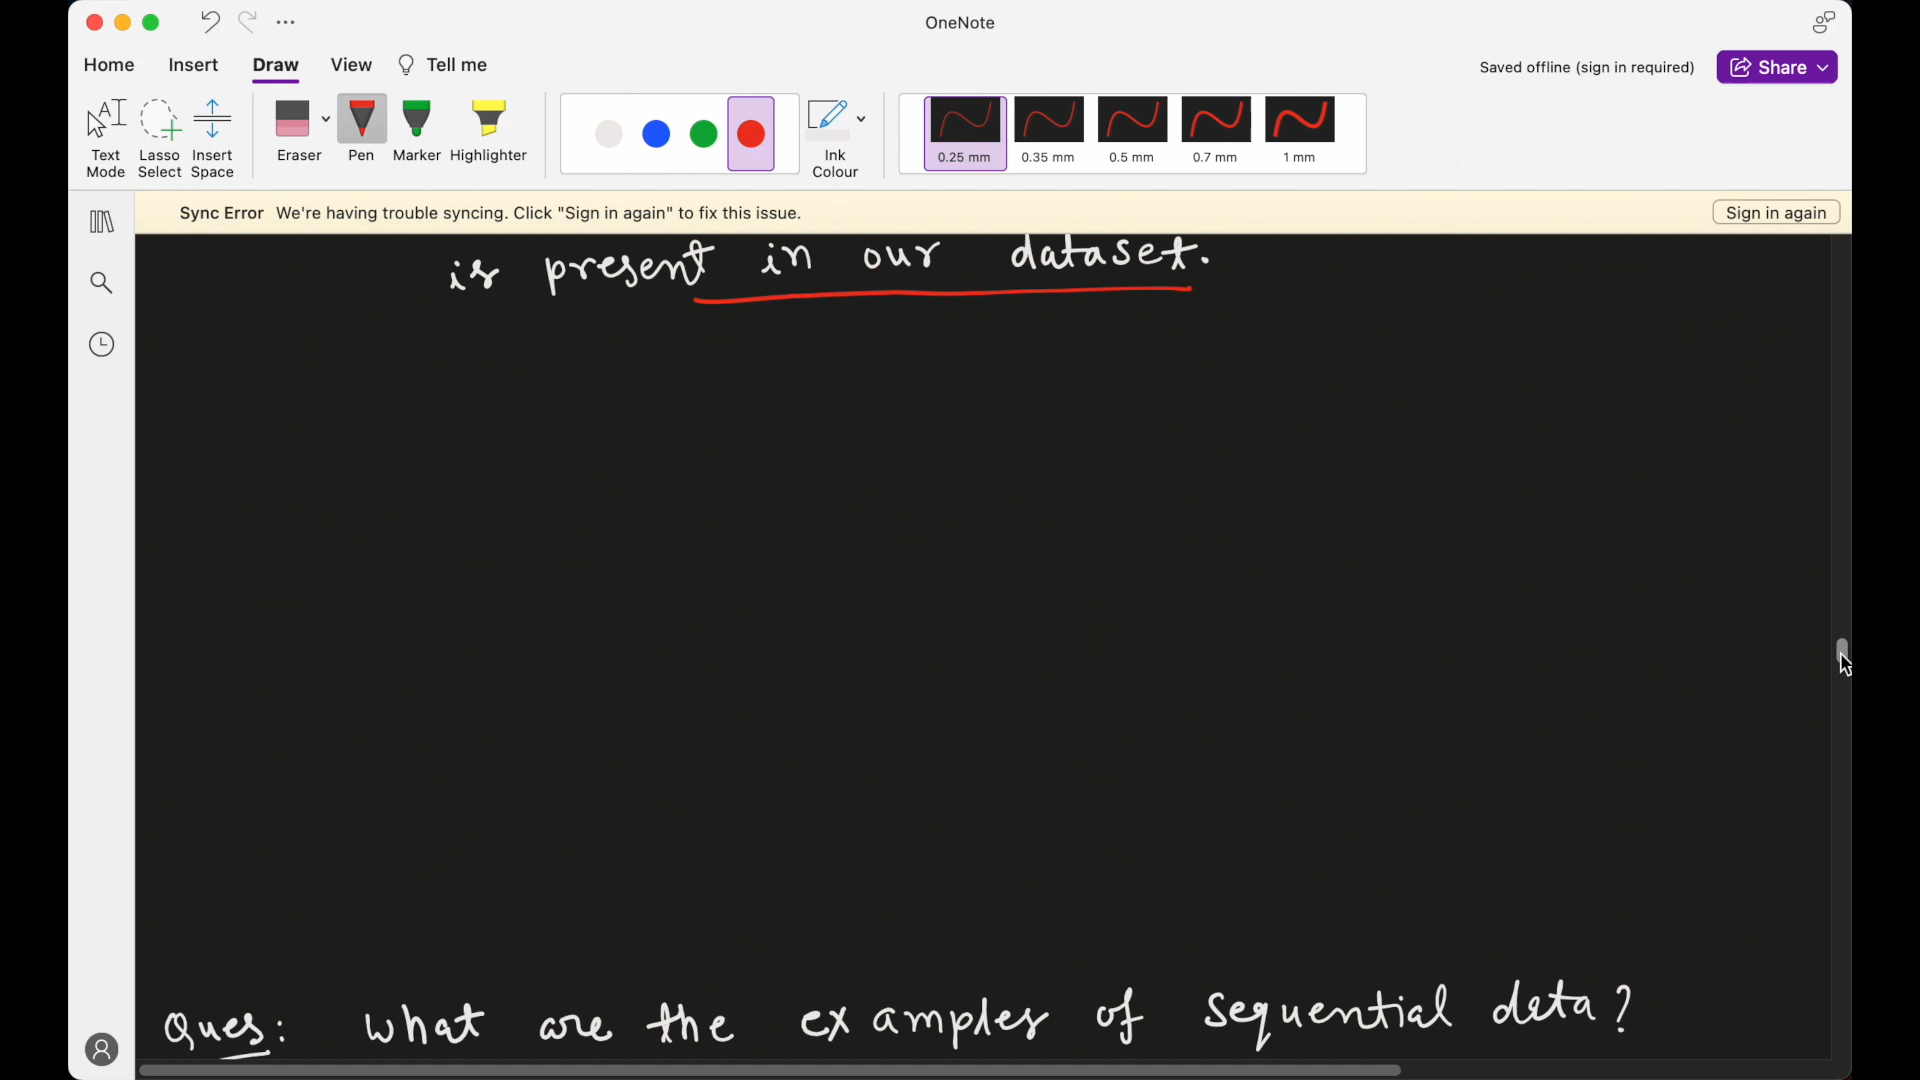 OneNote
Home Insert Draw View Tell me
Saved offline (sign in required) Share
Text Mode
Lasso Select
Insert Space
Eraser
Pen
Marker
Highlighter
Ink Colour
0.25 mm
0.35 mm
0.5 mm
0.7 mm
1 mm
Sync Error We're having trouble syncing. Click "Sign in again" to fix this issue. Sign in again
is present in our dataset.
Ques: What are the examples of Sequential data?